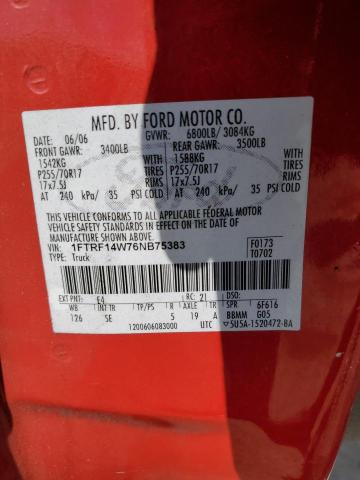 MFD. BY FORD MOTOR CO.
DATE: 06/06 GVWR: 6800LB/ 3084KG
FRONT GAWR: 3400LB REAR GAWR: 3500LB
1542KG WITH 1588KG WITH
P255/70R17 TIRES P255/70R17 TIRES
17x7.5J RIMS 17x7.5J RIMS
AT 240 kPa/ 35 PSI COLD AT 240 kPa/ 35 PSI COLD
THIS VEHICLE CONFORMS TO ALL APPLICABLE FEDERAL MOTOR
VEHICLE SAFETY STANDARDS IN EFFECT ON THE DATE OF
MANUFACTURE SHOWN ABOVE.
VIN: 1FTRF14W76NB75383 F0173
TYPE: Truck T0702
EXT PNT: E4 RC: 21
WB INT TR R AXLE TR SPR 6F616
126 SE 5 19 A BBMM G05
1200606083000 UTC 5U5A-1520472-BA